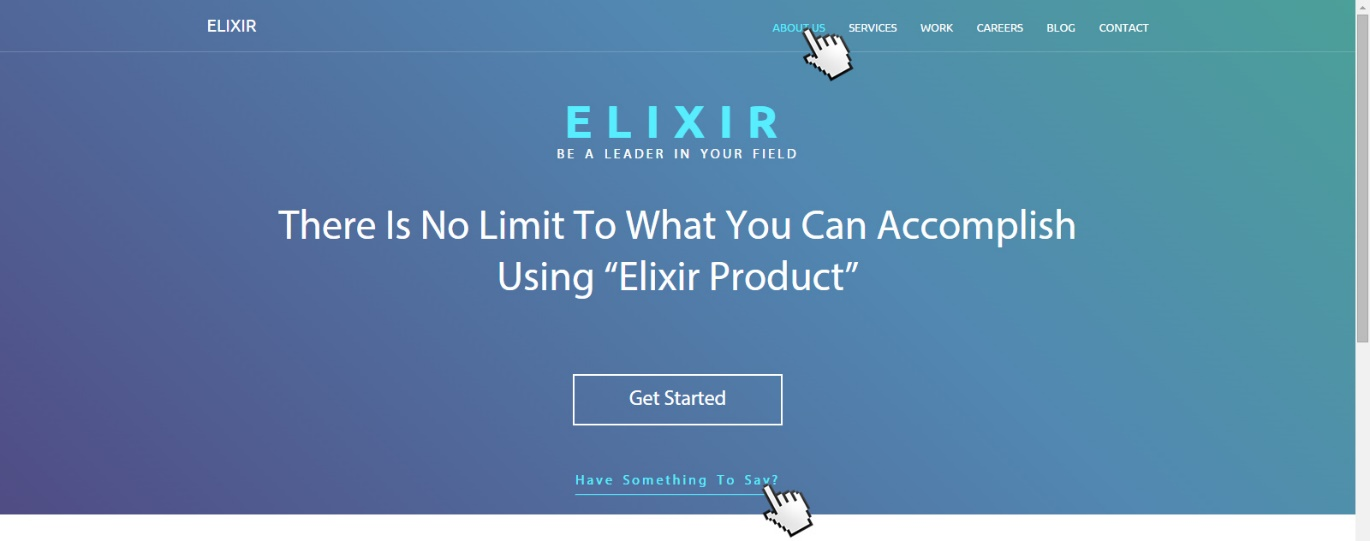 ELIXIR
ABOUT US SERVICES WORK CAREERS BLOG CONTACT
ELIXIR
BE A LEADER IN YOUR FIELD
There Is No Limit To What You Can Accomplish
Using “Elixir Product”
Get Started
Have Something To Say?